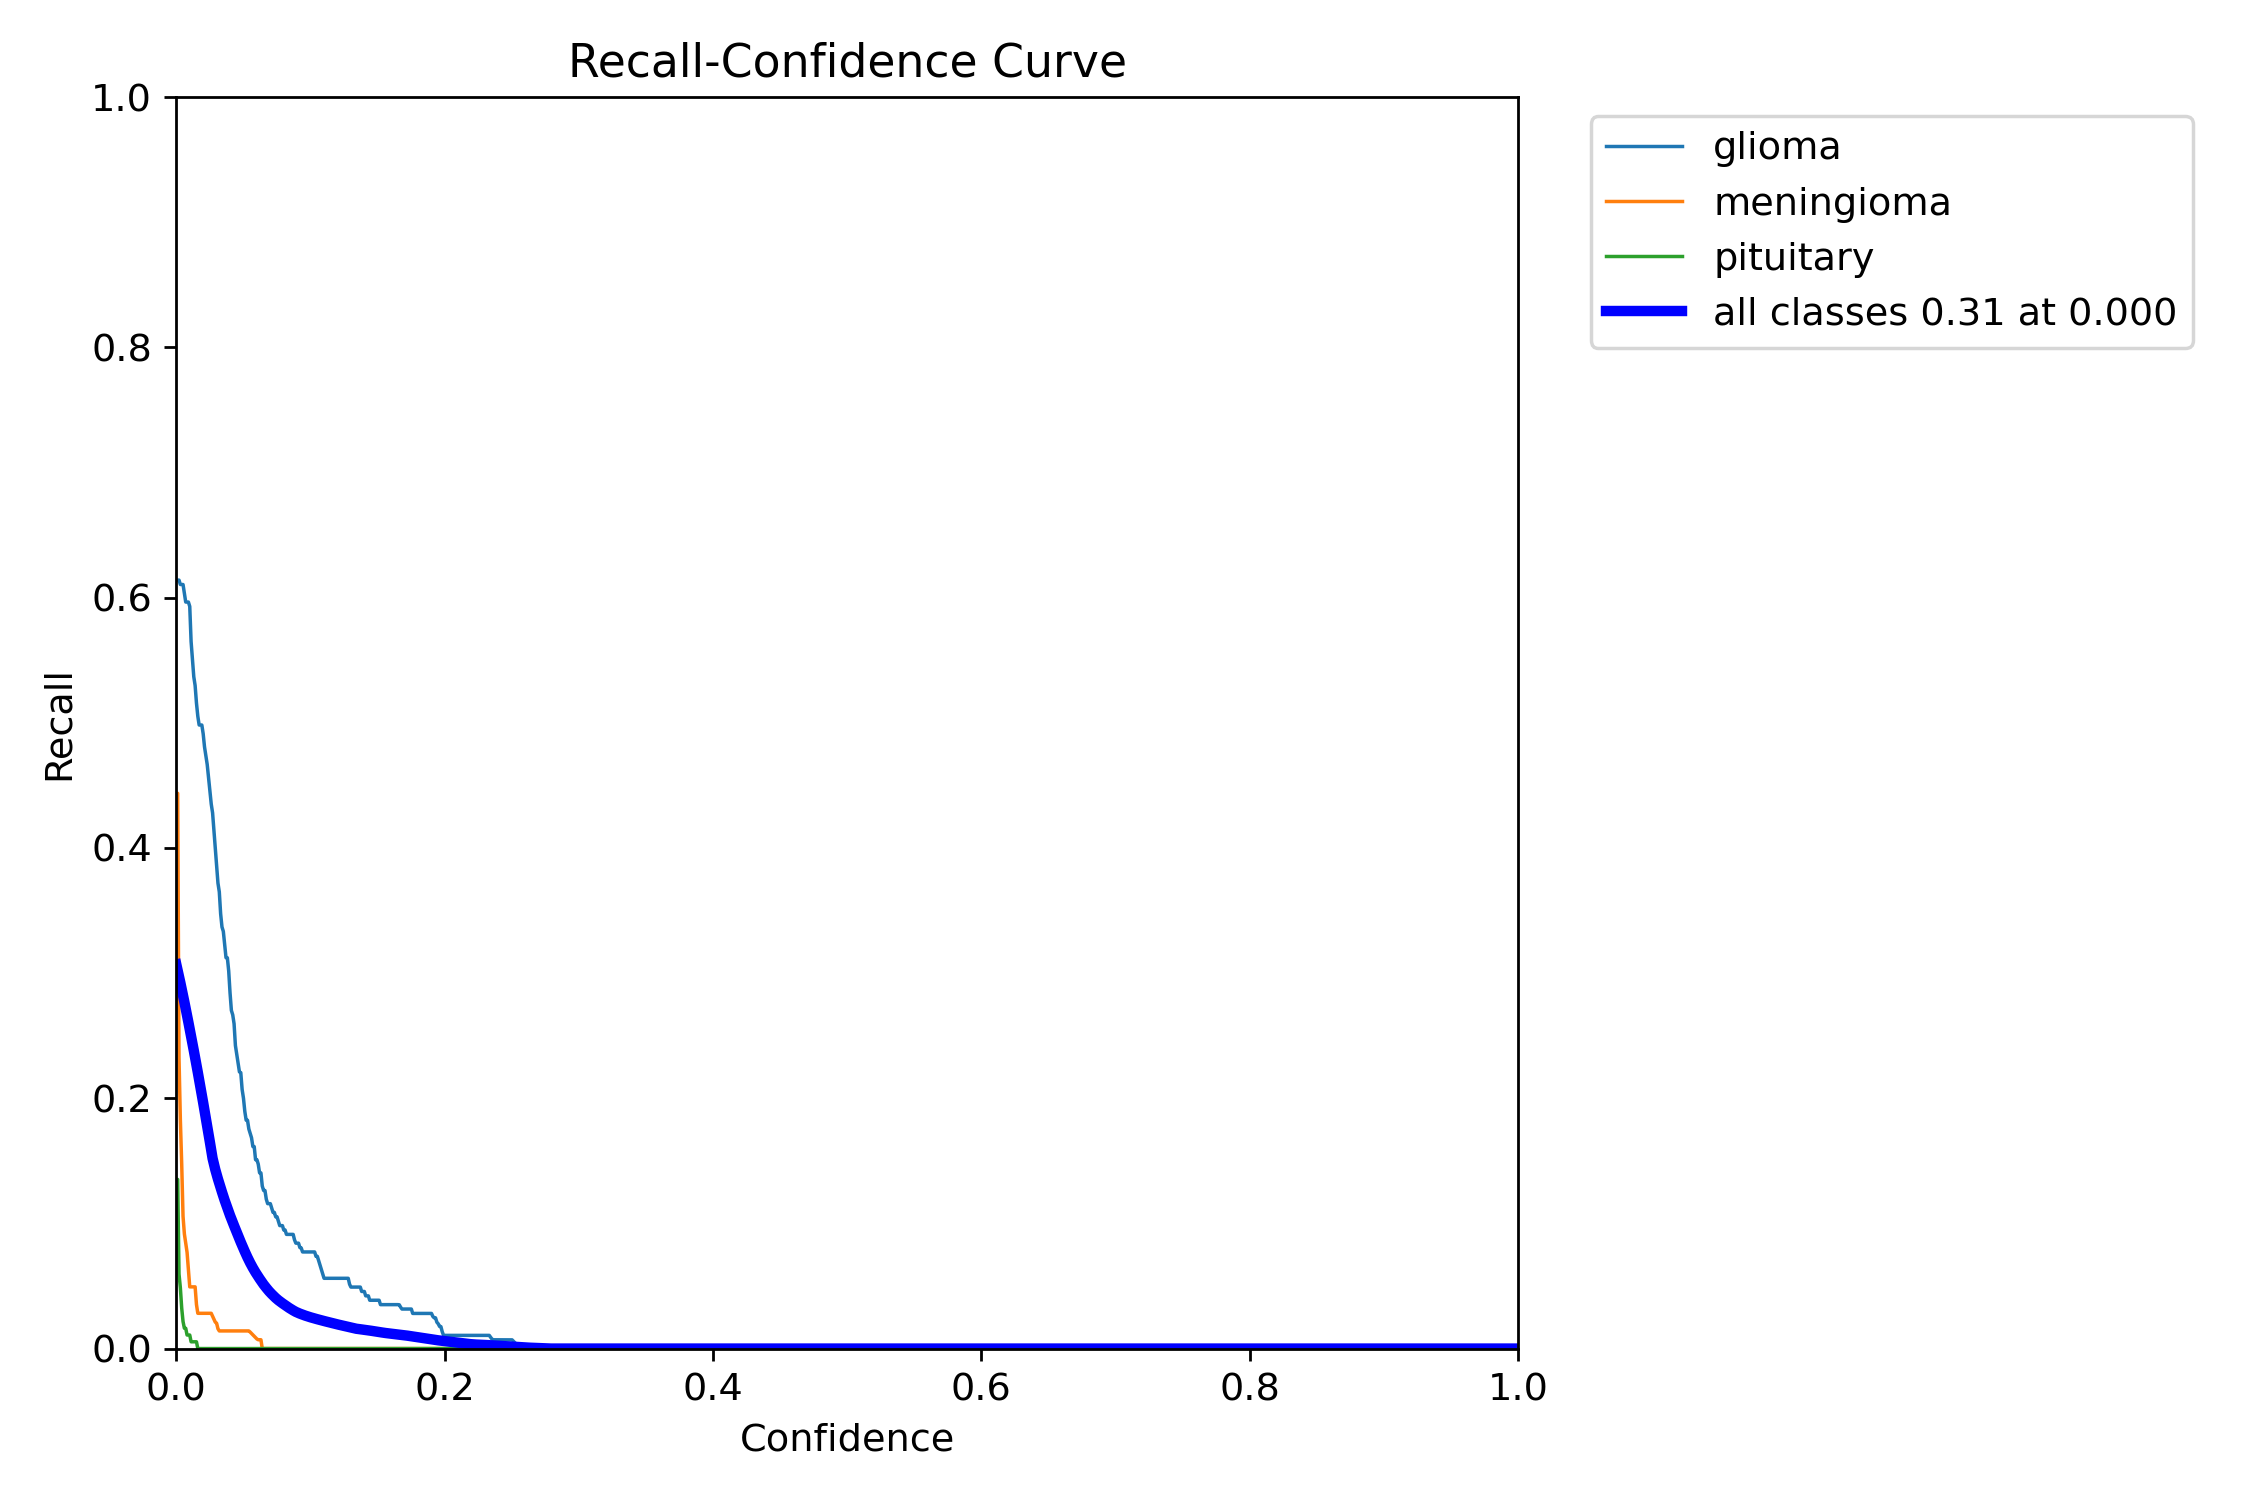 Recall-Confidence Curve
1.0
0.8
0.6
0.4
0.2
0.0
Recall
0.0 0.2 0.4 0.6 0.8 1.0
Confidence
glioma
meningioma
pituitary
all classes 0.31 at 0.000